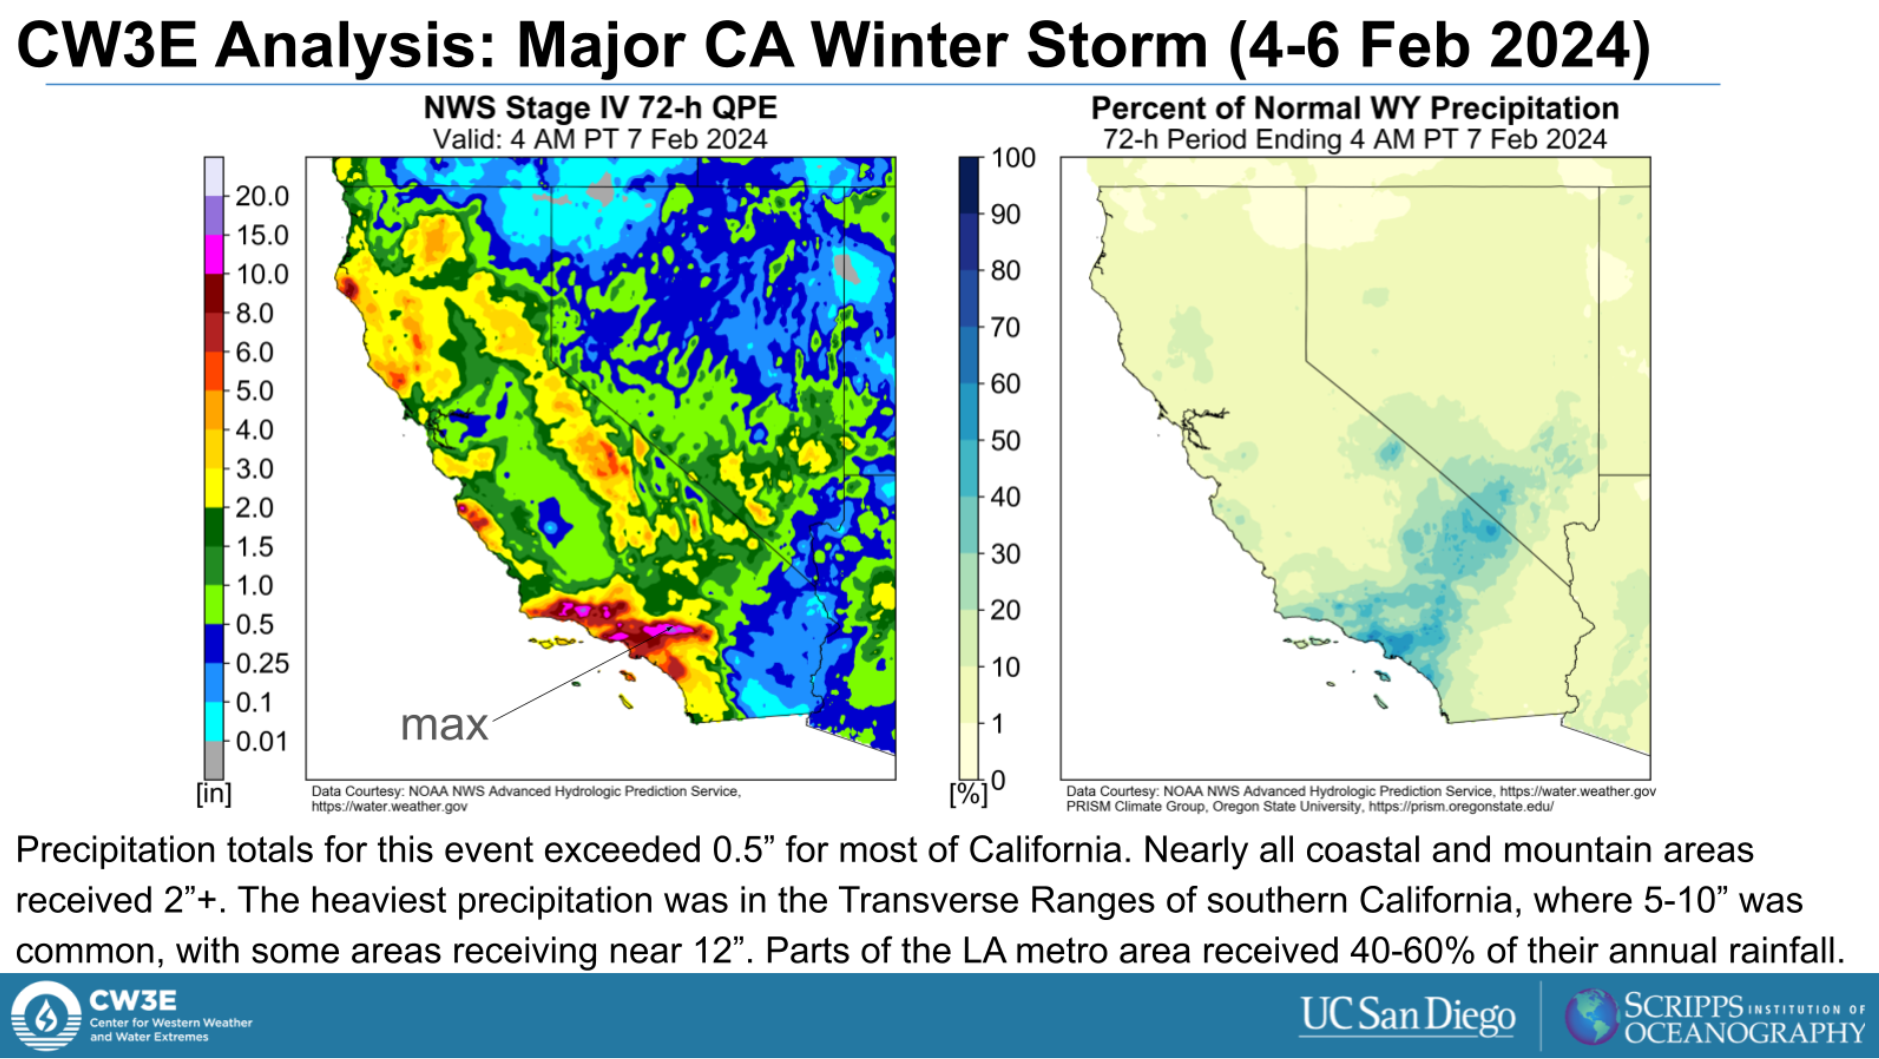 CW3E Analysis: Major CA Winter Storm (4-6 Feb 2024)
NWS Stage IV 72-h QPE
Valid: 4 AM PT 7 Feb 2024
20.0
15.0
10.0
8.0
6.0
5.0
4.0
3.0
2.0
1.5
1.0
0.5
0.25
0.1
0.01
[in]
max
Data Courtesy: NOAA NWS Advanced Hydrologic Prediction Service,
https://water.weather.gov
Percent of Normal WY Precipitation
72-h Period Ending 4 AM PT 7 Feb 2024
100
90
80
70
60
50
40
30
20
10
1
0
[%]
Data Courtesy: NOAA NWS Advanced Hydrologic Prediction Service, https://water.weather.gov
PRISM Climate Group, Oregon State University, https://prism.oregonstate.edu/
Precipitation totals for this event exceeded 0.5” for most of California. Nearly all coastal and mountain areas
received 2”+. The heaviest precipitation was in the Transverse Ranges of southern California, where 5-10” was
common, with some areas receiving near 12”. Parts of the LA metro area received 40-60% of their annual rainfall.
CW3E
Center for Western Weather
and Water Extremes
UC San Diego
SCRIPPS INSTITUTION OF
OCEANOGRAPHY